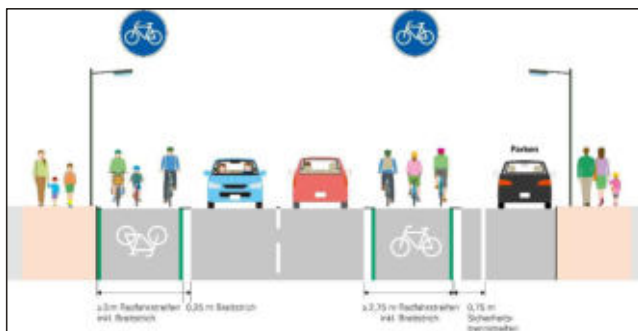 Parken
≥3 m Radfahrstreifen
inkl. Breitstrich
0,25 m Breitstrich
≥2,75 m Radfahrstreifen
inkl. Breitstrich
0,75 m
Sicherheits-
trennstreifen